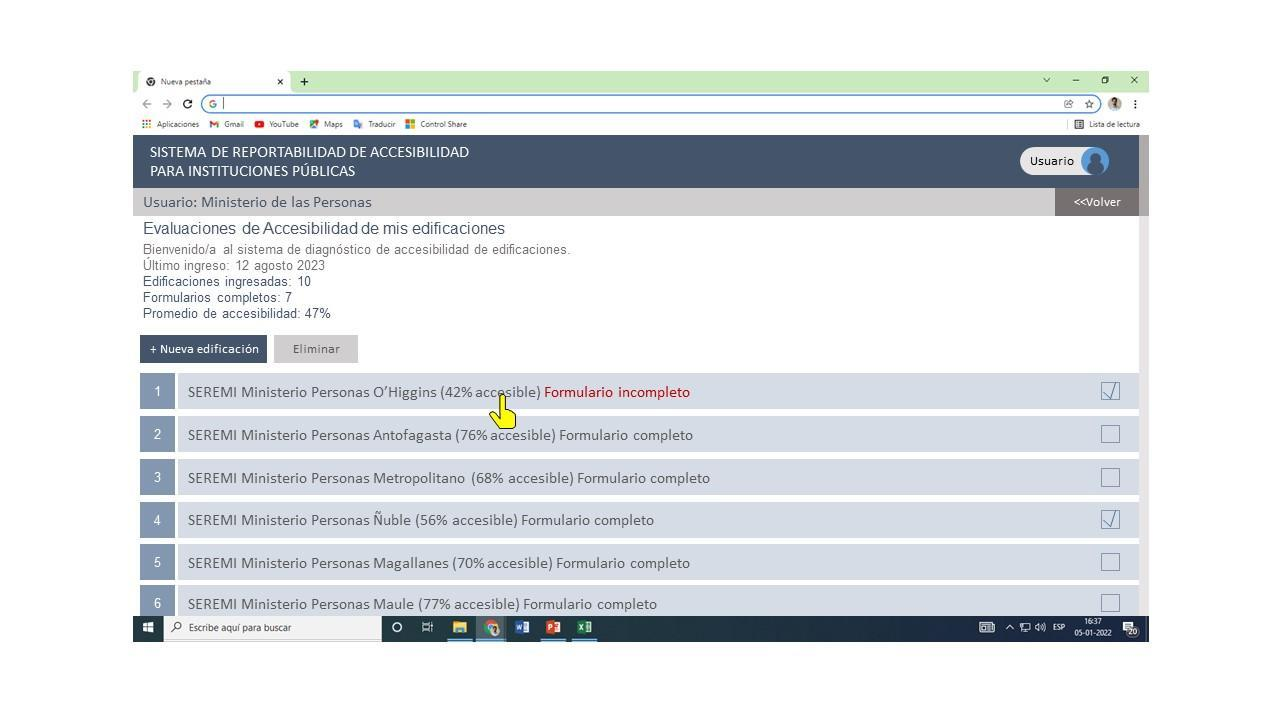 Nueva pestaña
Aplicaciones Gmail YouTube Maps Traducir Control Share Lista de lectura
SISTEMA DE REPORTABILIDAD DE ACCESIBILIDAD
PARA INSTITUCIONES PÚBLICAS
Usuario
Usuario: Ministerio de las Personas
<<Volver
Evaluaciones de Accesibilidad de mis edificaciones
Bienvenido/a al sistema de diagnóstico de accesibilidad de edificaciones.
Último ingreso: 12 agosto 2023
Edificaciones ingresadas: 10
Formularios completos: 7
Promedio de accesibilidad: 47%
+ Nueva edificación
Eliminar
1 SEREMI Ministerio Personas O’Higgins (42% accesible) Formulario incompleto
2 SEREMI Ministerio Personas Antofagasta (76% accesible) Formulario completo
3 SEREMI Ministerio Personas Metropolitano (68% accesible) Formulario completo
4 SEREMI Ministerio Personas Ñuble (56% accesible) Formulario completo
5 SEREMI Ministerio Personas Magallanes (70% accesible) Formulario completo
6 SEREMI Ministerio Personas Maule (77% accesible) Formulario completo
Escribe aquí para buscar
ESP
16:37
05-01-2022
20